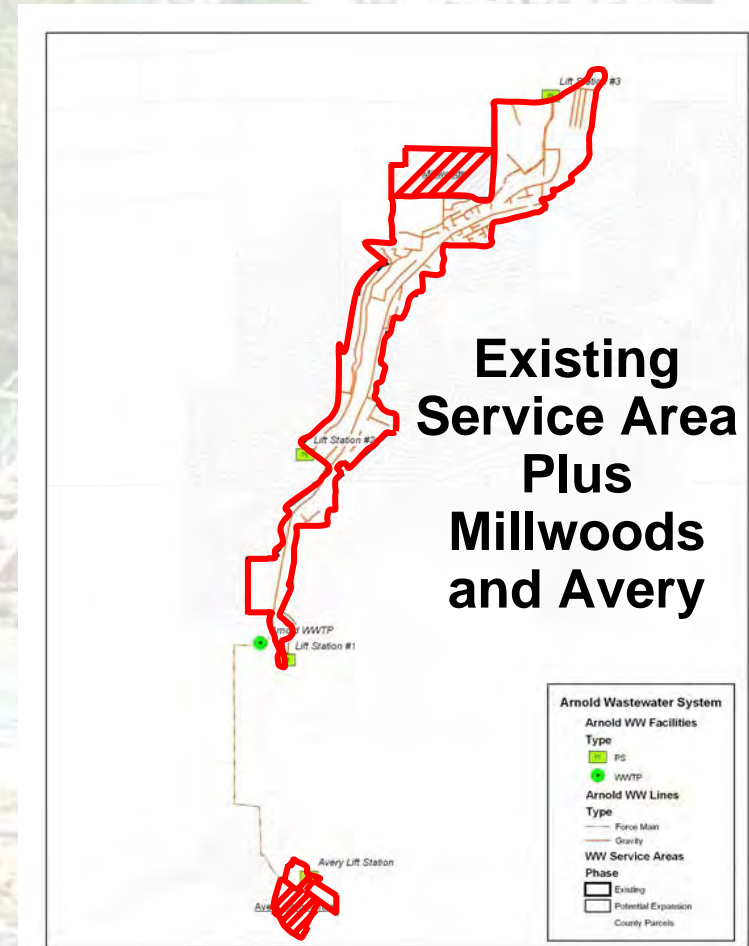 Lift Station #3
Existing
Service Area
Plus
Millwoods
and Avery
Lift Station #2
WWTP
Lift Station #1
Avery Lift Station
Arnold Wastewater System
Arnold WW Facilities
Type
PS
WWTP
Arnold WW Lines
Type
Force Main
Gravity
WW Service Areas
Phase
Existing
Potential Expansion
County Parcels